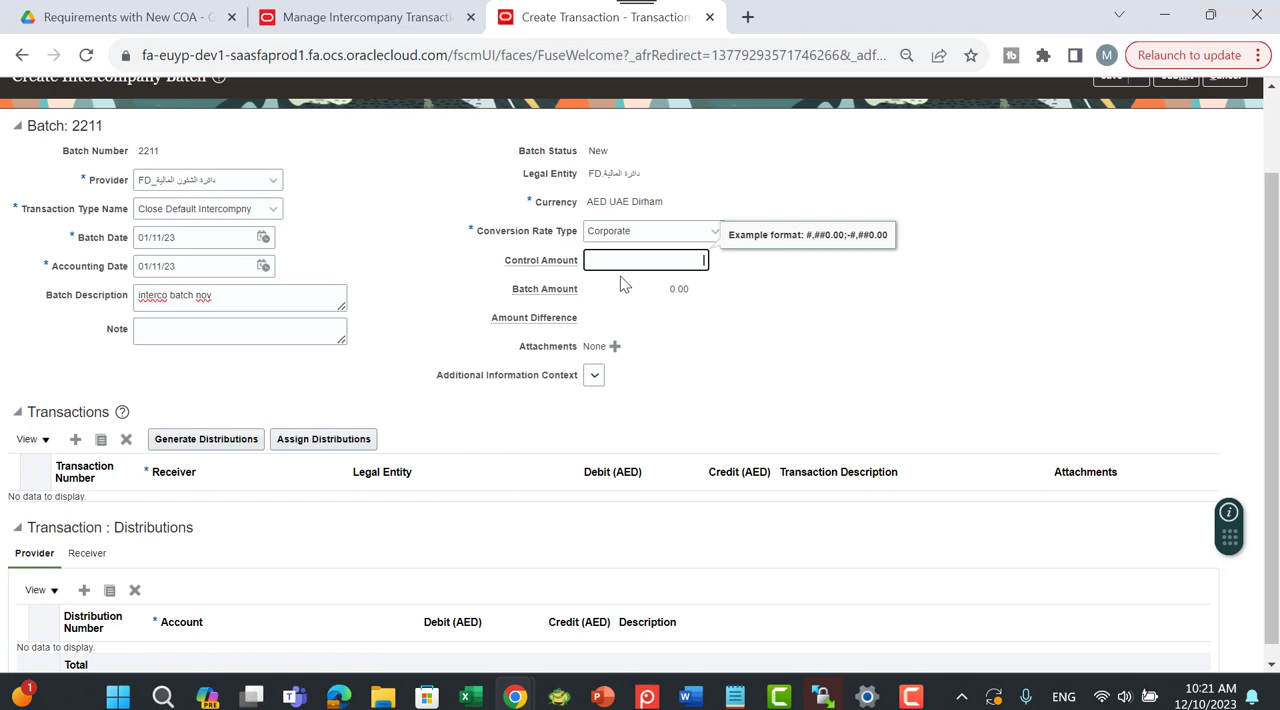 Requirements with New COA - G
Manage Intercompany Transacti
Create Transaction - Transaction
fa-euyp-dev1-saasfaprod1.fa.ocs.oraclecloud.com/fscmUI/faces/FuseWelcome?_afrRedirect=13779293571746266&_adf...
M
Relaunch to update
Create Intercompany Batch
Save
Submit
Cancel
Batch: 2211
Batch Number 2211
Batch Status New
* Provider FD_دائرة الشئون المالية
Legal Entity FD.دائرة المالية
* Transaction Type Name Close Default Intercompny
* Currency AED UAE Dirham
* Batch Date 01/11/23
* Conversion Rate Type Corporate
Example format: #,##0.00;-#,##0.00
* Accounting Date 01/11/23
Control Amount
Batch Description interco batch nov
Batch Amount 0.00
Note
Amount Difference
Attachments None
Additional Information Context
Transactions
View
Generate Distributions
Assign Distributions
Transaction Number
* Receiver
Legal Entity
Debit (AED)
Credit (AED)
Transaction Description
Attachments
No data to display.
Transaction : Distributions
Provider Receiver
View
Distribution Number
* Account
Debit (AED)
Credit (AED)
Description
No data to display.
Total
1
PRE
ENG
10:21 AM
12/10/2023